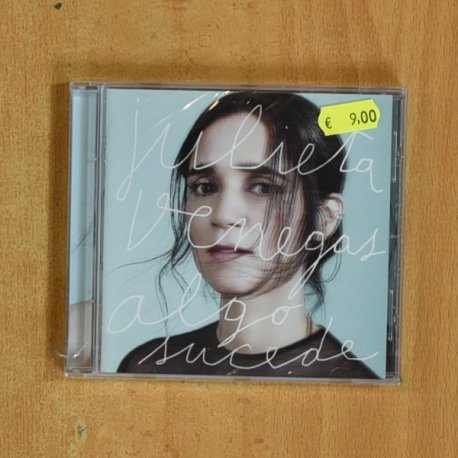 € 9,00
julieta
Venegas
algo
sucede